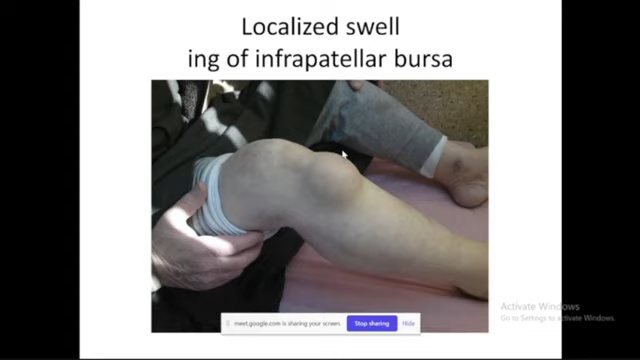 Localized swell
ing of infrapatellar bursa
meet.google.com is sharing your screen.
Stop sharing
Hide
Activate Windows
Go to Settings to activate Windows.